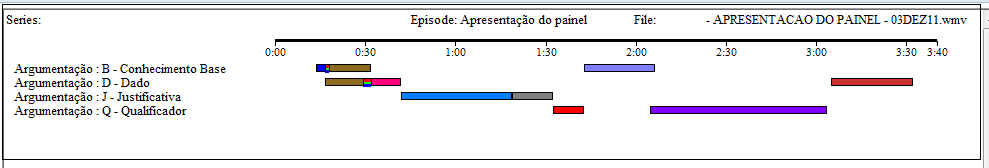 Series: Episode: Apresentação do painel File: - APRESENTACAO DO PAINEL - 03DEZ11.wmv
0:00 0:30 1:00 1:30 2:00 2:30 3:00 3:30 3:40
Argumentação : B - Conhecimento Base
Argumentação : D - Dado
Argumentação : J - Justificativa
Argumentação : Q - Qualificador